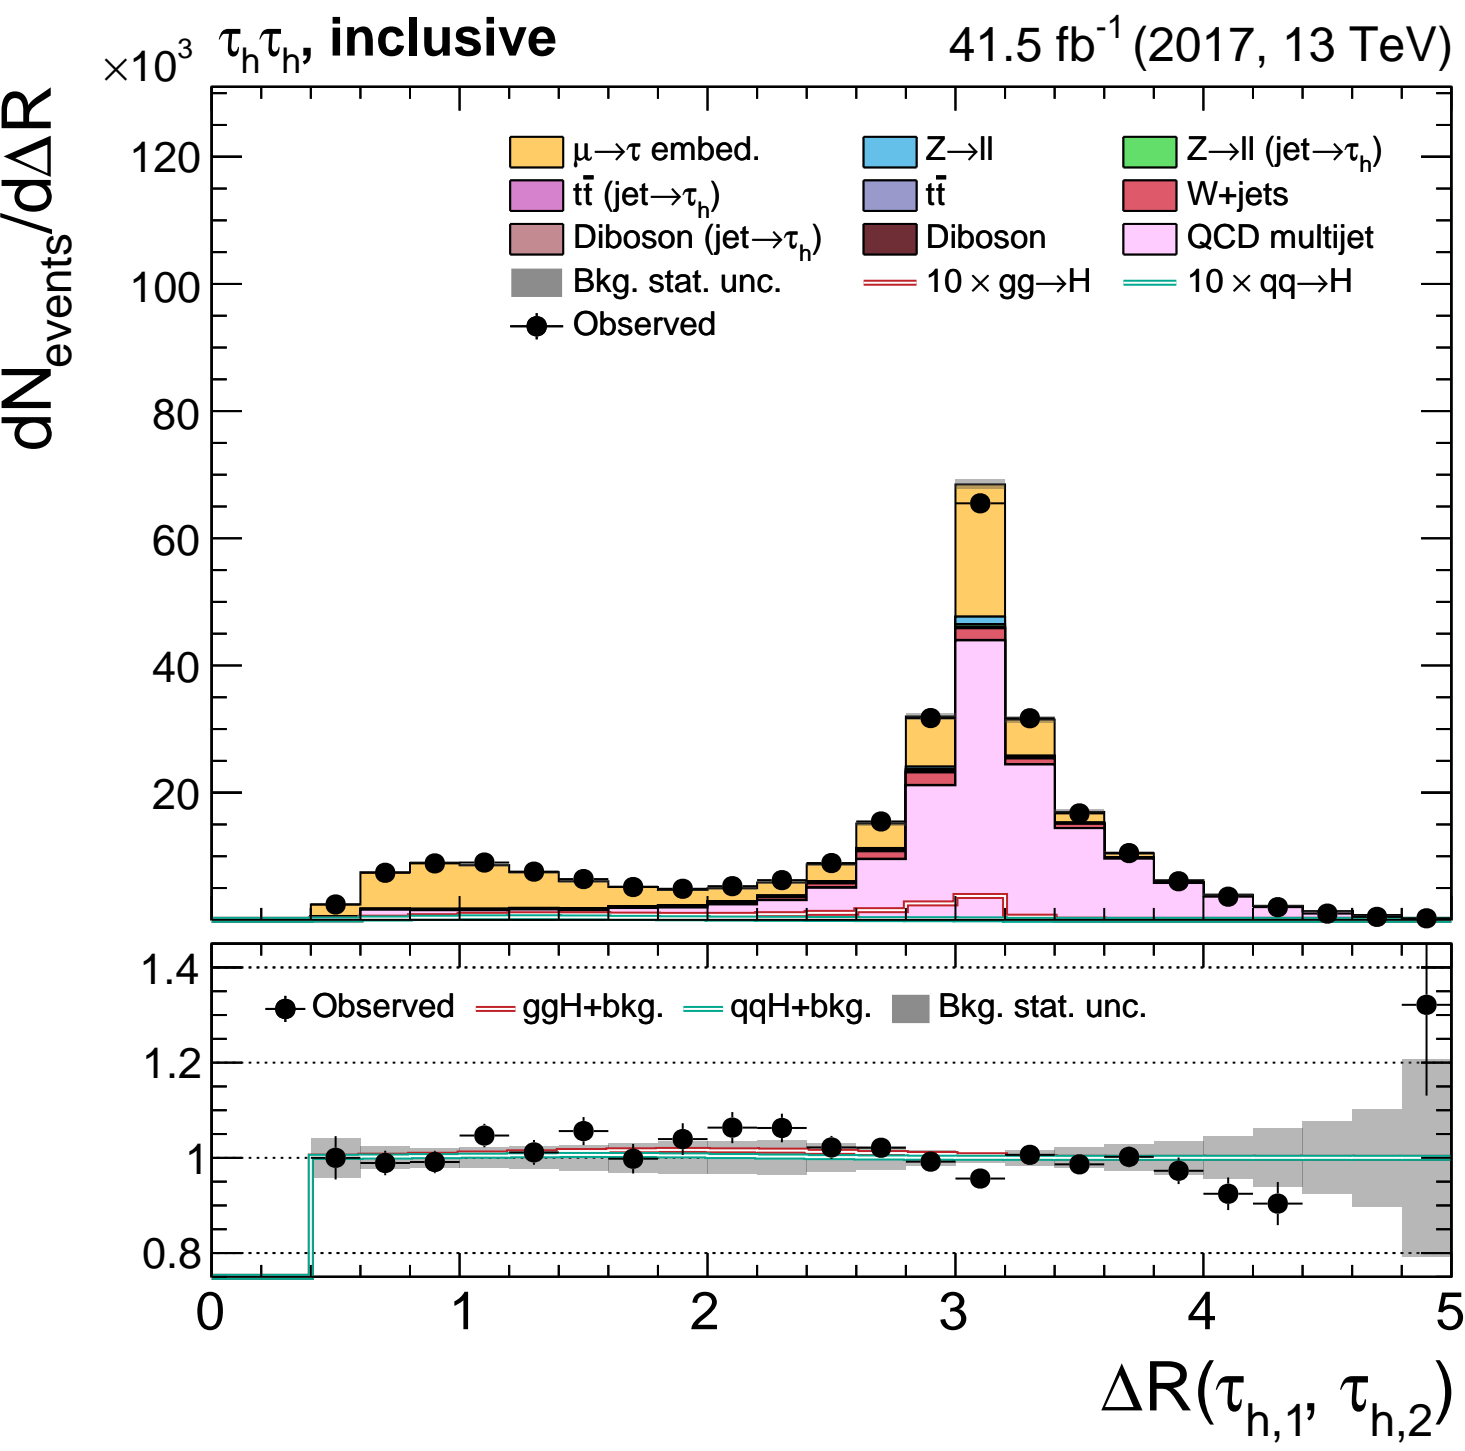 ×10³ τₕτₕ, inclusive 41.5 fb⁻¹ (2017, 13 TeV)
dN_events/dΔR
120
100
80
60
40
20
μ→τ embed. Z→ll Z→ll (jet→τₕ)
tt̄ (jet→τₕ) tt̄ W+jets
Diboson (jet→τₕ) Diboson QCD multijet
Bkg. stat. unc. 10 × gg→H 10 × qq→H
Observed
1.4
1.2
1
0.8
Observed ggH+bkg. qqH+bkg. Bkg. stat. unc.
0 1 2 3 4 5
ΔR(τ_h,1, τ_h,2)